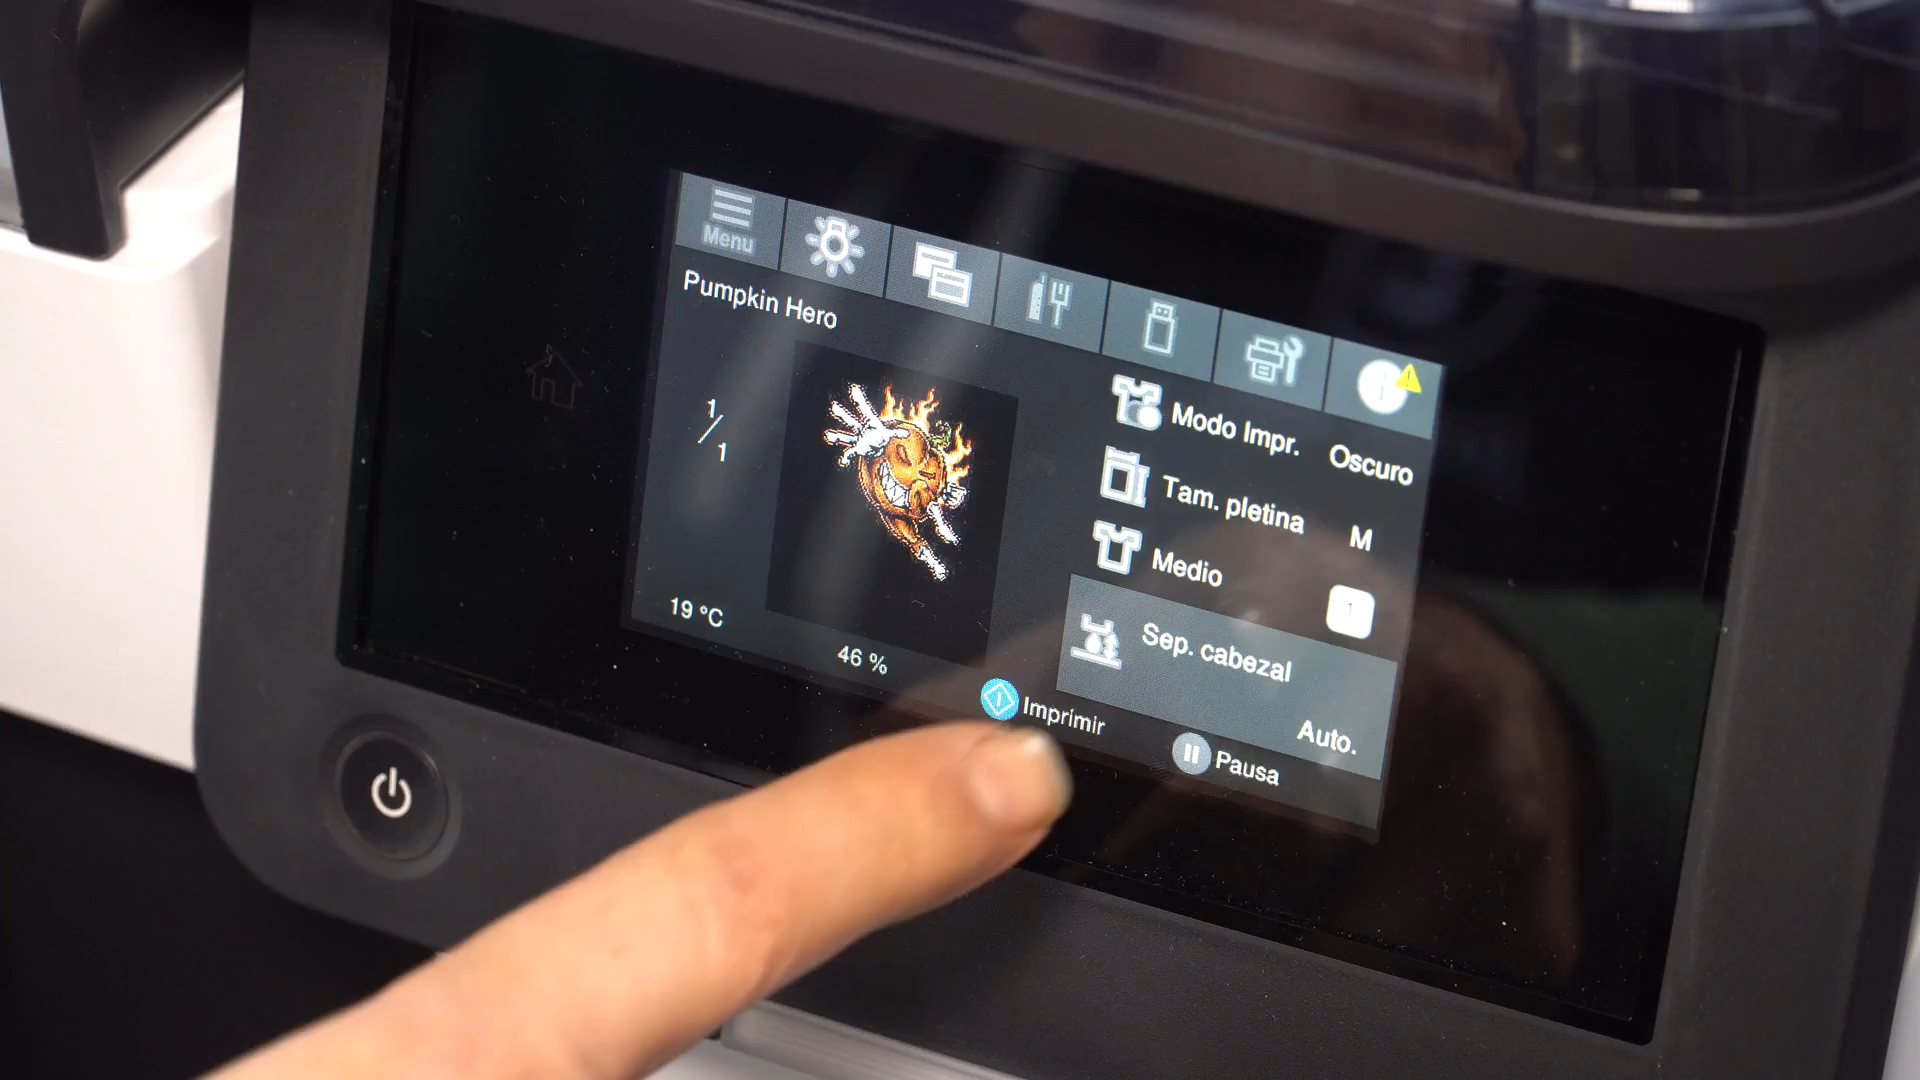 Menu
Pumpkin Hero
1/1
Modo Impr.
Oscuro
Tam. pletina
M
Medio
1
Sep. cabezal
Auto.
19 °C
46 %
Imprimir
Pausa